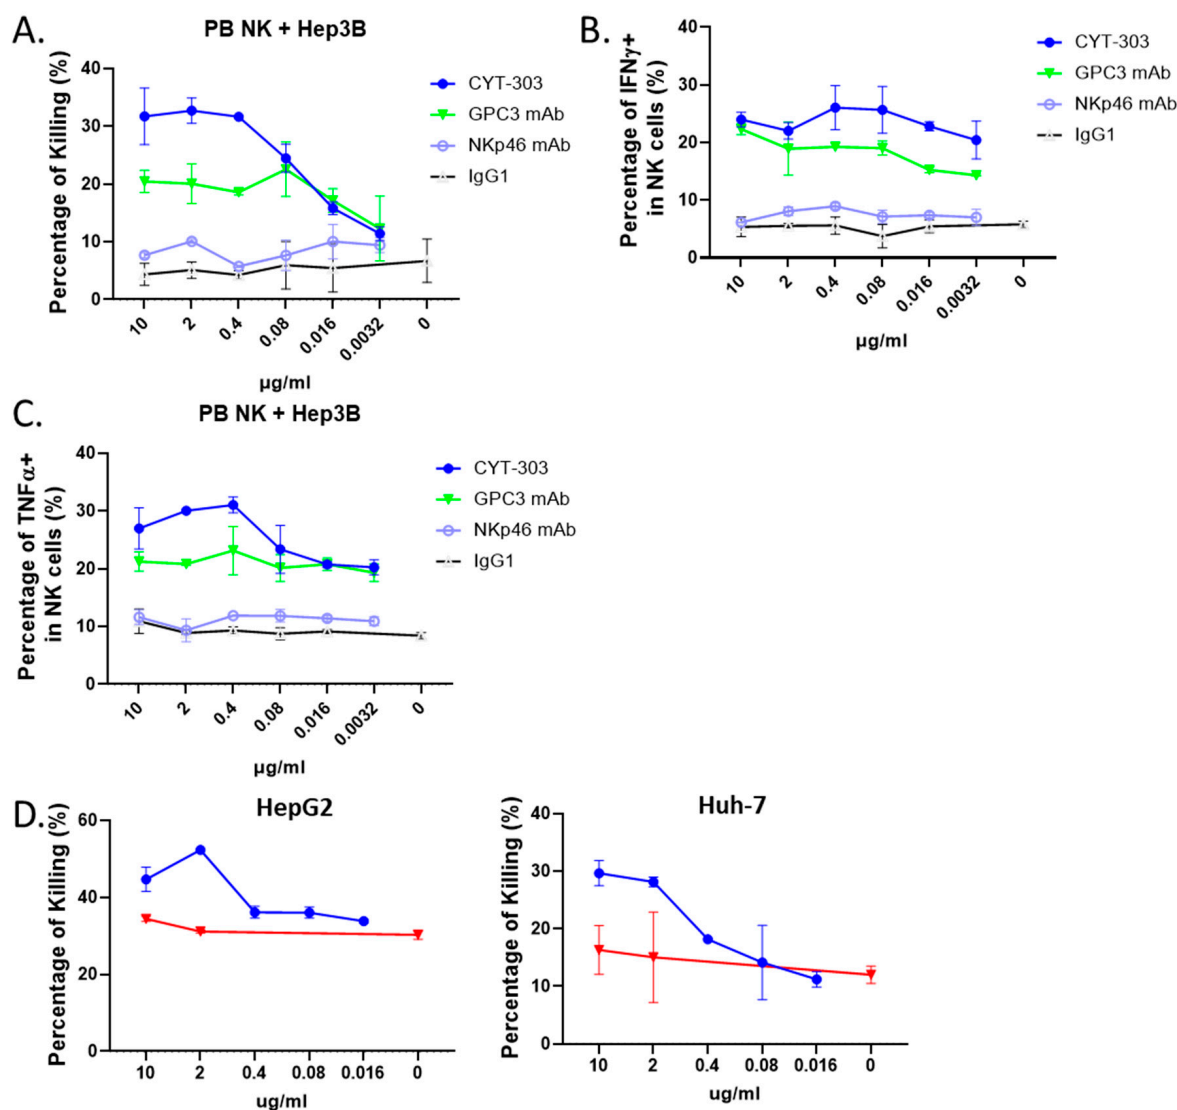 A.
PB NK + Hep3B
Percentage of Killing (%)
40
30
20
10
0
10
2
0.4
0.08
0.016
0.0032
0
µg/ml
CYT-303
GPC3 mAb
NKp46 mAb
IgG1
B.
Percentage of IFNγ+
in NK cells (%)
40
30
20
10
0
10
2
0.4
0.08
0.016
0.0032
0
µg/ml
CYT-303
GPC3 mAb
NKp46 mAb
IgG1
C.
PB NK + Hep3B
Percentage of TNFα+
in NK cells (%)
40
30
20
10
0
10
2
0.4
0.08
0.016
0.0032
0
µg/ml
CYT-303
GPC3 mAb
NKp46 mAb
IgG1
D.
HepG2
Percentage of Killing (%)
60
40
20
0
10
2
0.4
0.08
0.016
0
ug/ml
Huh-7
Percentage of Killing (%)
40
30
20
10
0
10
2
0.4
0.08
0.016
0
ug/ml